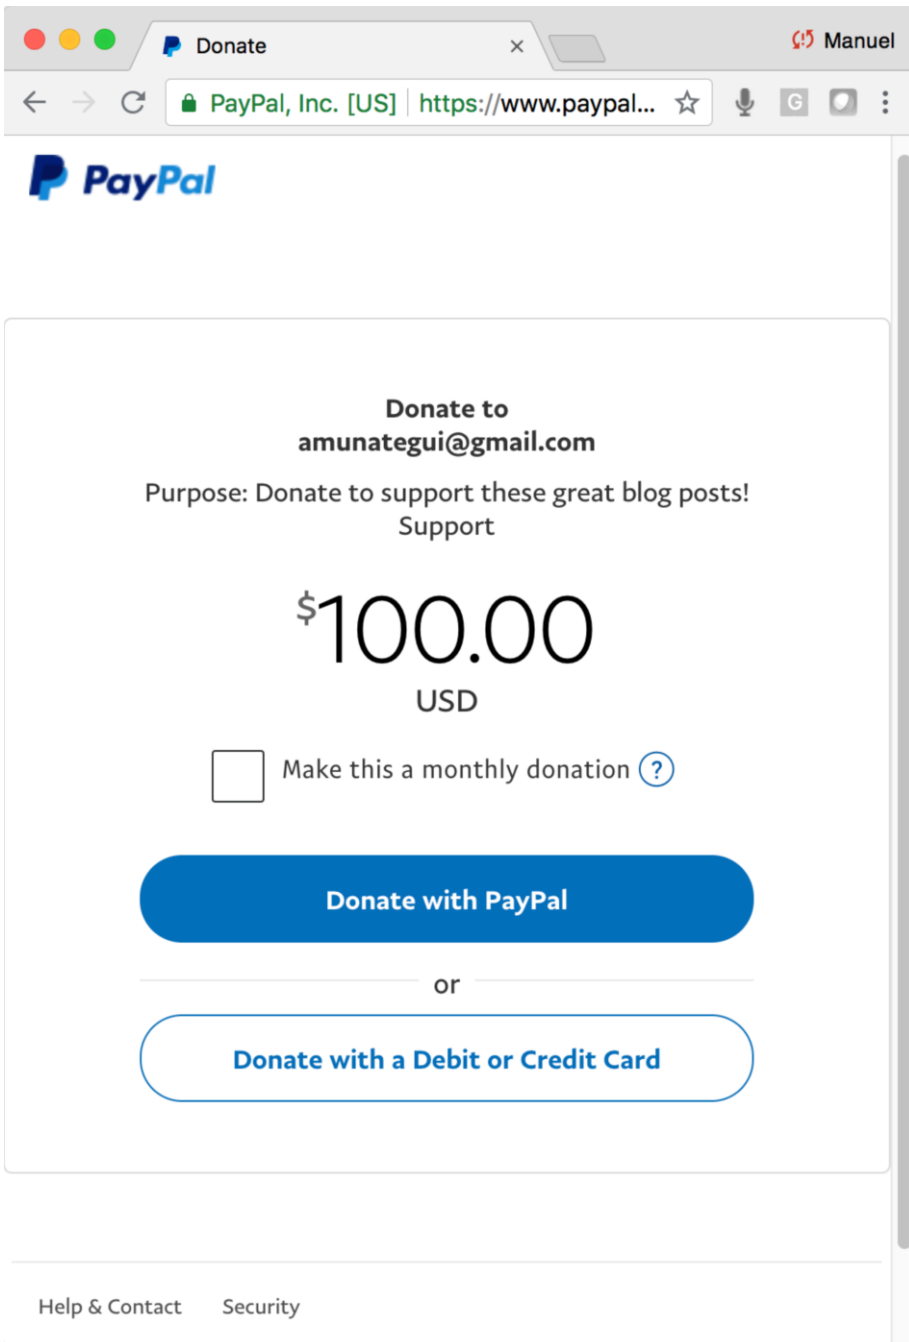 Donate
Manuel
PayPal, Inc. [US] https://www.paypal...
G
PayPal
Donate to
amunategui@gmail.com
Purpose: Donate to support these great blog posts!
Support
$100.00
USD
Make this a monthly donation ?
Donate with PayPal
or
Donate with a Debit or Credit Card
Help & Contact Security